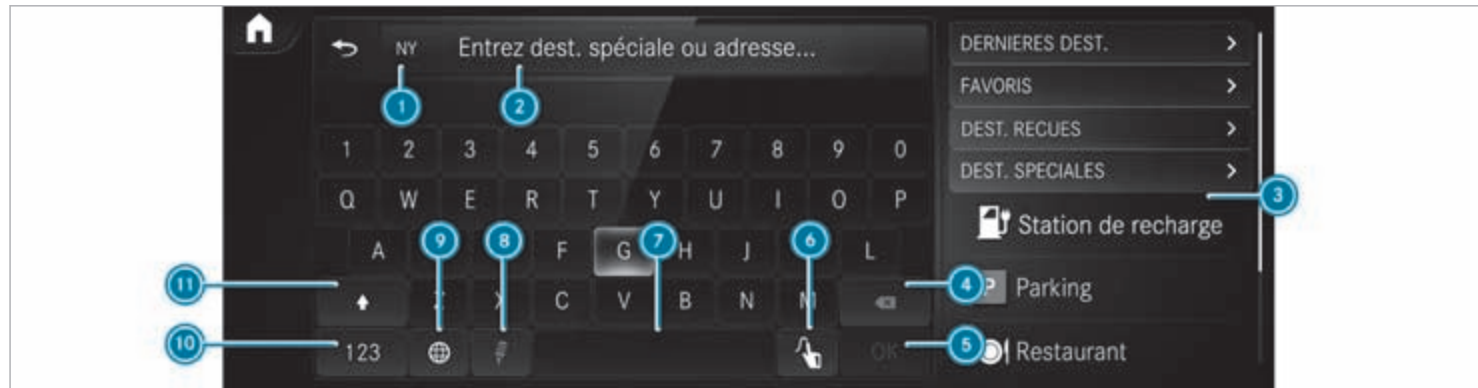 NY Entrez dest. spéciale ou adresse...
1 2
1 2 3 4 5 6 7 8 9 0
Q W E R T Y U I O P
A F G H J L
9 8 7 6
11 Z X C V B N M 4
10 123 OK 5
DERNIERES DEST.
FAVORIS
DEST. RECUES
DEST. SPECIALES
3
Station de recharge
P Parking
Restaurant